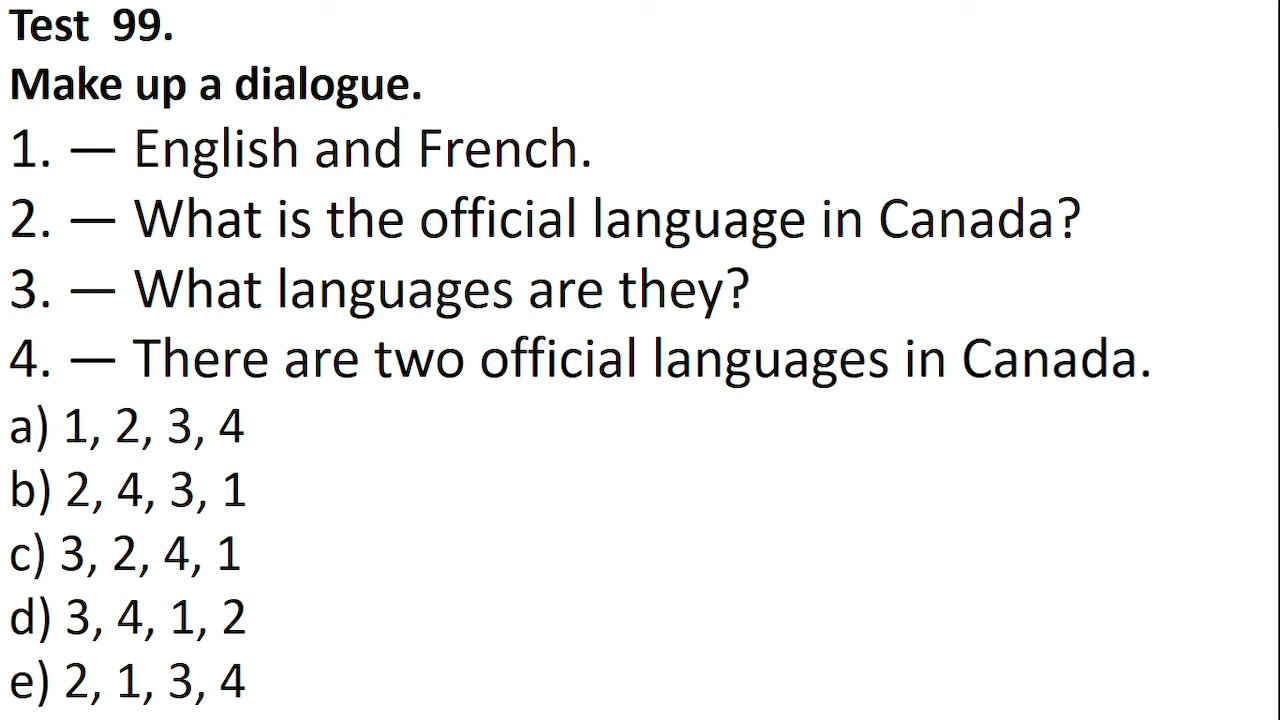 Test  99.
Make up a dialogue.
1. — English and French.
2. — What is the official language in Canada?
3. — What languages are they?
4. — There are two official languages in Canada.
a) 1, 2, 3, 4
b) 2, 4, 3, 1
c) 3, 2, 4, 1
d) 3, 4, 1, 2
e) 2, 1, 3, 4